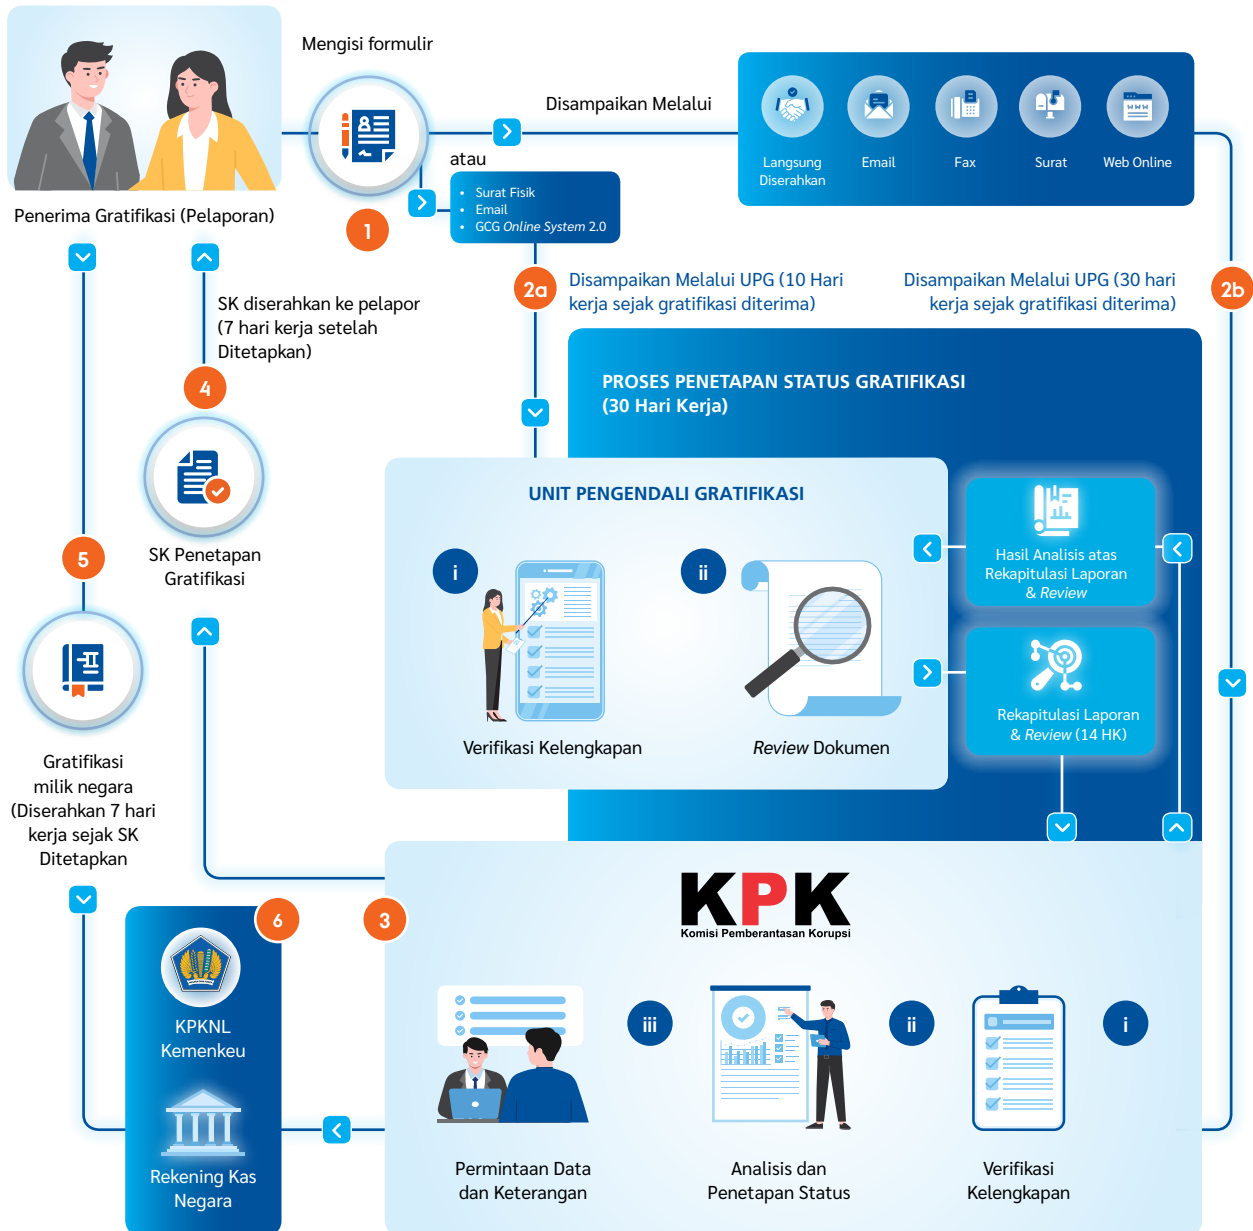 Mengisi formulir
Disampaikan Melalui
Langsung
Diserahkan
Email
Fax
Surat
WWW
Web Online
atau
• Surat Fisik
• Email
• GCG Online System 2.0
Penerima Gratifikasi (Pelaporan)
1
2a
Disampaikan Melalui UPG (10 Hari
kerja sejak gratifikasi diterima)
Disampaikan Melalui UPG (30 hari
kerja sejak gratifikasi diterima)
2b
SK diserahkan ke pelapor
(7 hari kerja setelah
Ditetapkan)
4
SK Penetapan
Gratifikasi
5
Gratifikasi
milik negara
(Diserahkan 7 hari
kerja sejak SK
Ditetapkan
PROSES PENETAPAN STATUS GRATIFIKASI
(30 Hari Kerja)
UNIT PENGENDALI GRATIFIKASI
i
Verifikasi Kelengkapan
ii
Review Dokumen
Hasil Analisis atas
Rekapitulasi Laporan
& Review
Rekapitulasi Laporan
& Review (14 HK)
6
KPKNL
Kemenkeu
Rekening Kas
Negara
3
KPK
Komisi Pemberantasan Korupsi
iii
ii
i
Permintaan Data
dan Keterangan
Analisis dan
Penetapan Status
Verifikasi
Kelengkapan